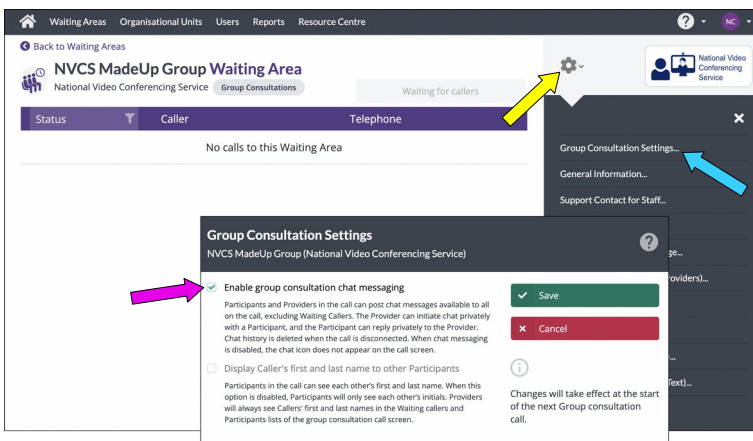 Waiting Areas Organisational Units Users Reports Resource Centre ? NC
Back to Waiting Areas
NVCS MadeUp Group Waiting Area
National Video Conferencing Service Group Consultations
Waiting for callers
National Video
Conferencing
Service
Status Caller Telephone
No calls to this Waiting Area
Group Consultation Settings...
General Information...
Support Contact for Staff...
ge...
roviders)...
...
Text)...
Group Consultation Settings
NVCS MadeUp Group (National Video Conferencing Service)
?
Enable group consultation chat messaging
Participants and Providers in the call can post chat messages available to all
on the call, excluding Waiting Callers. The Provider can initiate chat privately
with a Participant, and the Participant can reply privately to the Provider.
Chat history is deleted when the call is disconnected. When chat messaging
is disabled, the chat icon does not appear on the call screen.
Display Caller's first and last name to other Participants
Participants in the call can see each other's first and last name. When this
option is disabled, Participants will only see each other's initials. Providers
will always see Callers' first and last names in the Waiting callers and
Participants lists of the group consultation call screen.
Save
Cancel
Changes will take effect at the start
of the next Group consultation
call.